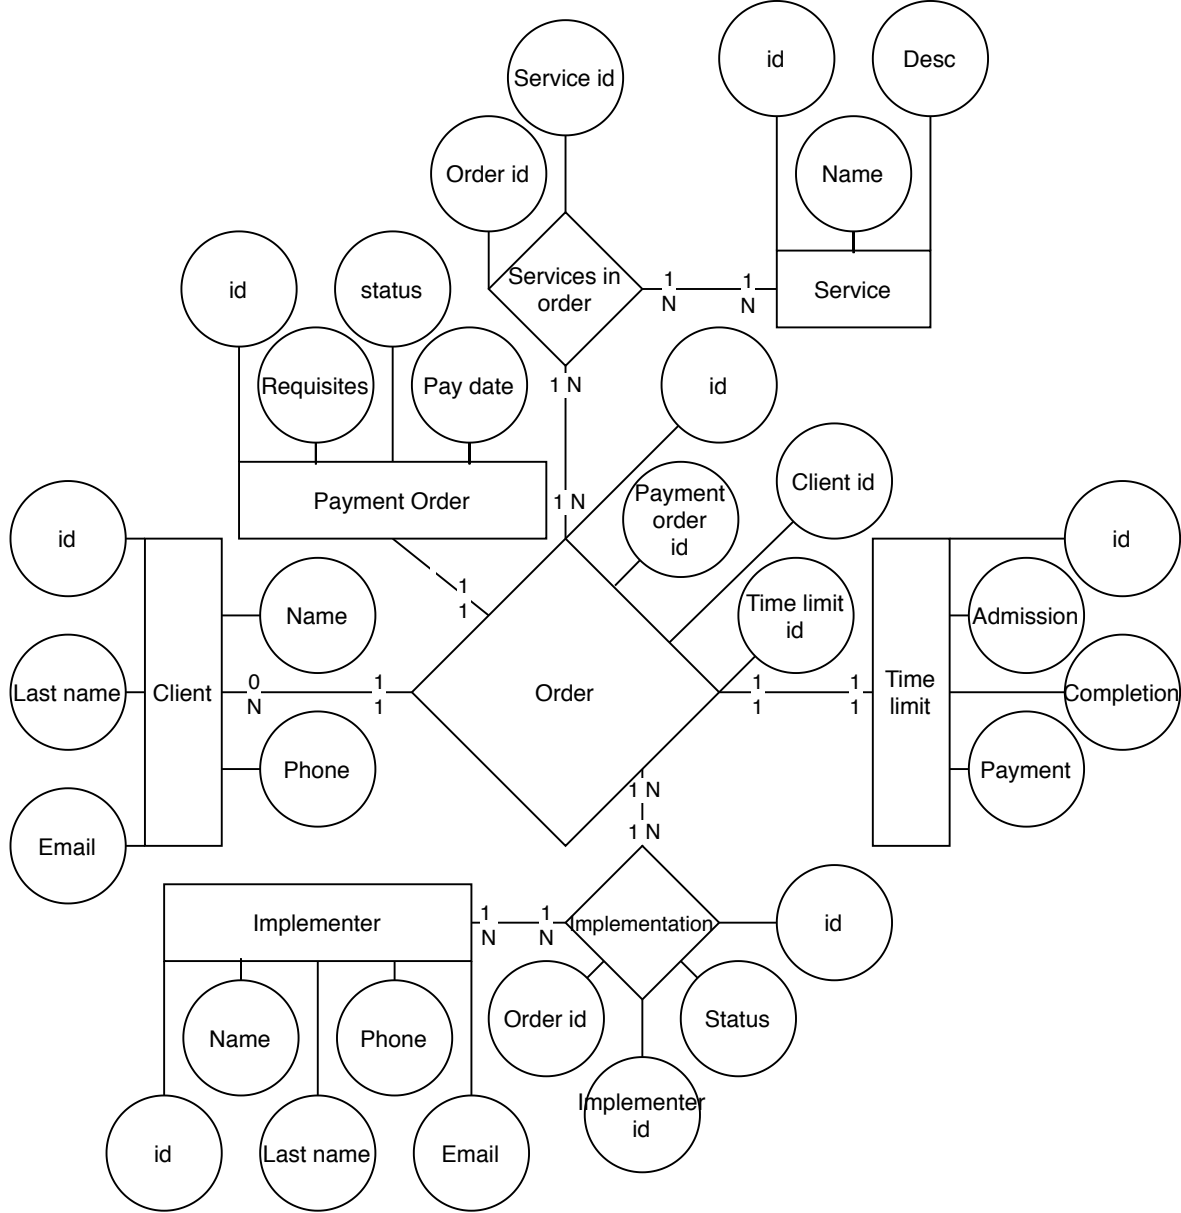 id
Desc
Service id
Name
Order id
Services in
order
1
N
1
N
Service
id
status
Requisites
Pay date
1 N
id
Payment Order
1 N
Payment
order
id
Client id
id
Name
Last name
Client
Phone
Email
0
N
1
1
1
1
Order
Time limit
id
1
1
1
1
Time
limit
id
Admission
Completion
Payment
1 N
1 N
Implementer
1
N
1
N
Implementation
id
Order id
Status
Implementer
id
Name
Phone
id
Last name
Email